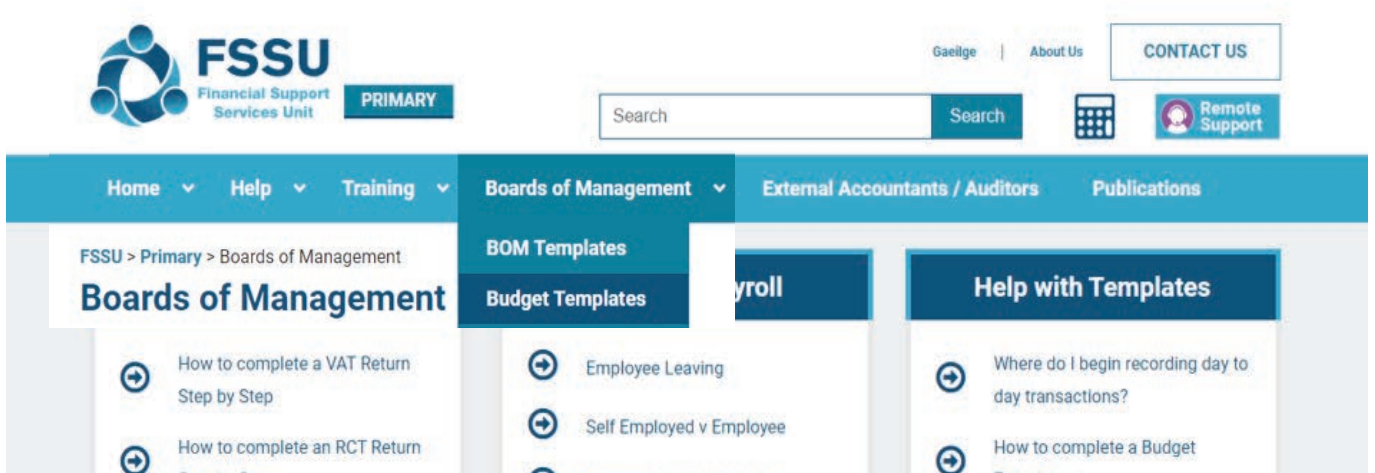 FSSU
Financial Support
Services Unit
PRIMARY
Gaeilge | About Us
CONTACT US
Search
Search
Remote
Support
Home
Help
Training
Boards of Management
External Accountants / Auditors
Publications
FSSU > Primary > Boards of Management
Boards of Management
BOM Templates
Budget Templates
yroll
Help with Templates
How to complete a VAT Return
Step by Step
How to complete an RCT Return
Employee Leaving
Self Employed v Employee
Where do I begin recording day to
day transactions?
How to complete a Budget